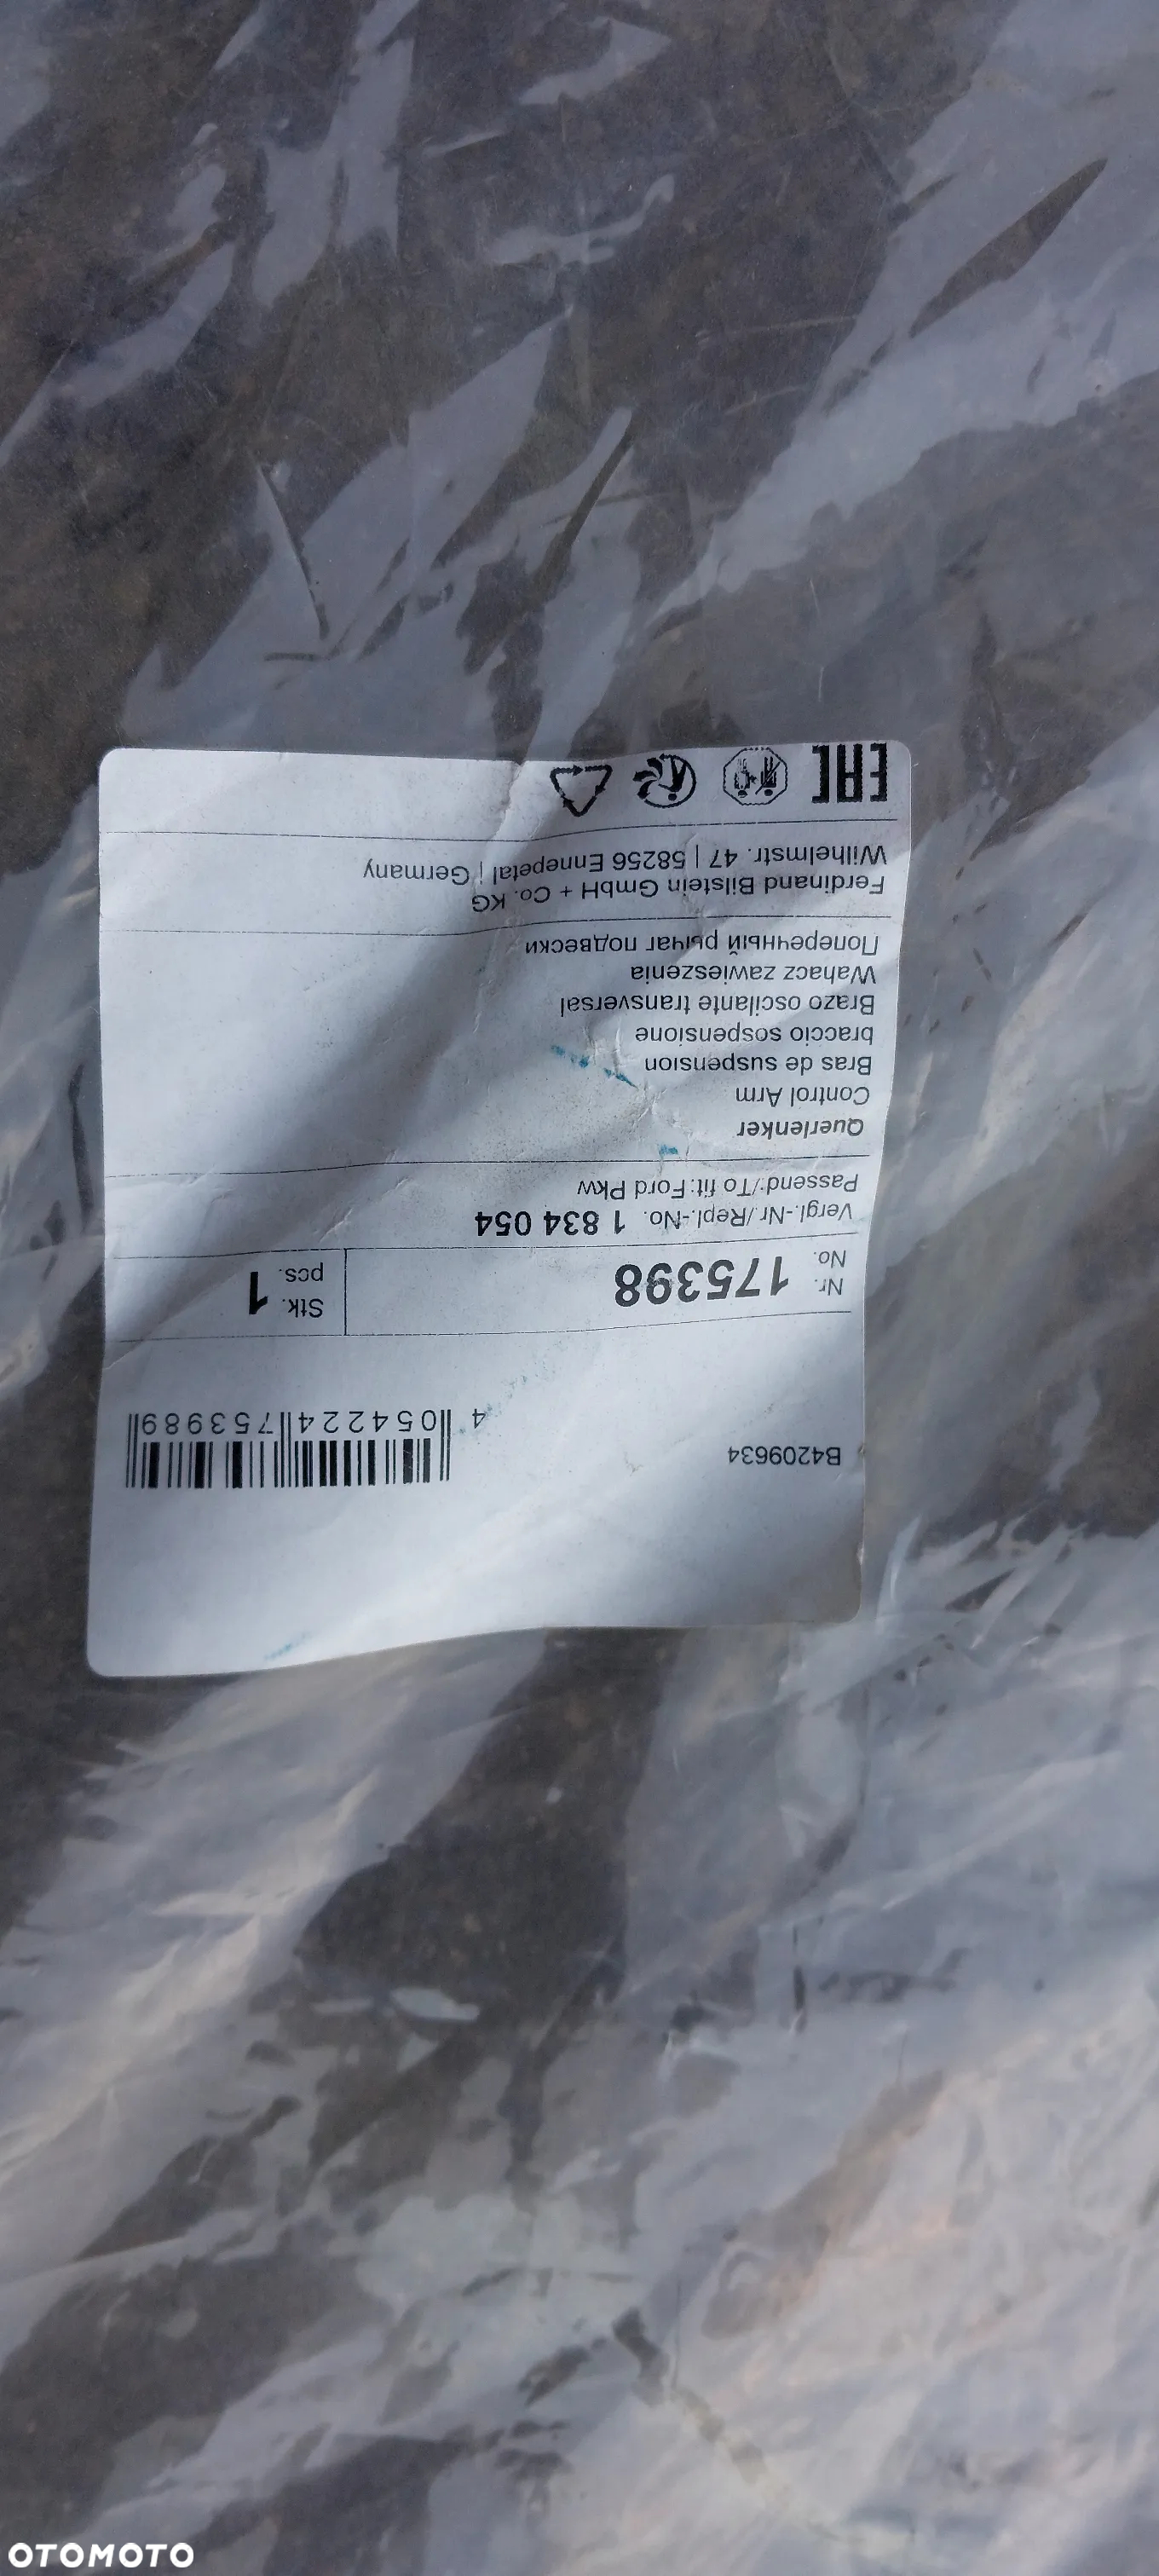 B4209634
4 054224 753989
Nr. No. 175398 Stk. pcs. 1
Vergl.-Nr./Repl.-No. 1 834 054
Passend:/To fit:Ford Pkw
Querlenker
Control Arm
Bras de suspension
braccio sospensione
Brazo oscilante transversal
Wahacz zawieszenia
Поперечный рычаг подвески
Ferdinand Bilstein GmbH + Co. KG
Wilhelmstr. 47 | 58256 Ennepetal | Germany
EAC
OTOMOTO